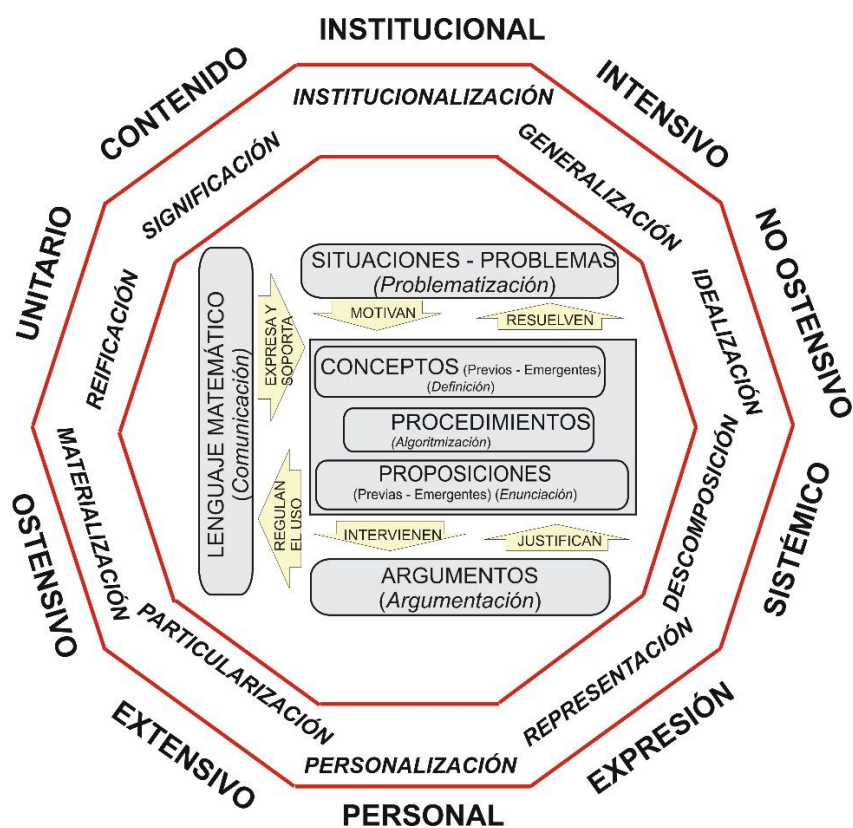 INSTITUCIONAL
CONTENIDO
INTENSIVO
INSTITUCIONALIZACIÓN
SIGNIFICACIÓN
GENERALIZACIÓN
UNITARIO
NO OSTENSIVO
REIFICACIÓN
IDEALIZACIÓN
SITUACIONES - PROBLEMAS
(Problematización)
MOTIVAN
RESUELVEN
LENGUAJE MATEMÁTICO
(Comunicación)
EXPRESA Y
SOPORTA
CONCEPTOS (Previos - Emergentes)
(Definición)
PROCEDIMIENTOS
(Algoritmización)
PROPOSICIONES
(Previas - Emergentes) (Enunciación)
REGULAN
EL USO
INTERVIENEN
JUSTIFICAN
ARGUMENTOS
(Argumentación)
MATERIALIZACIÓN
DESCOMPOSICIÓN
OSTENSIVO
SISTÉMICO
PARTICULARIZACIÓN
REPRESENTACIÓN
EXTENSIVO
EXPRESIÓN
PERSONALIZACIÓN
PERSONAL